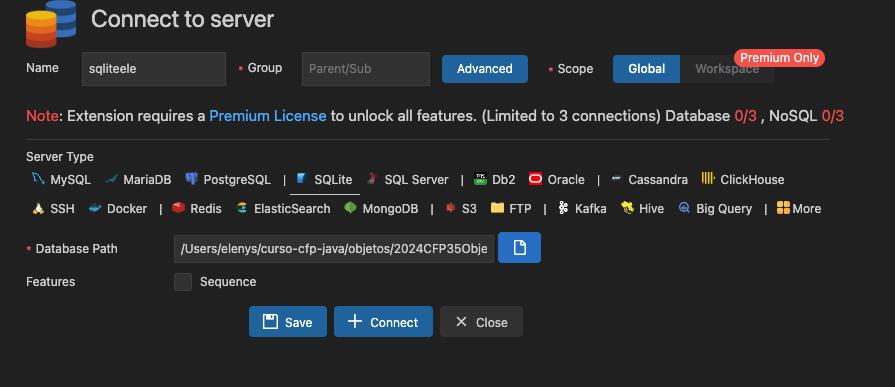 Connect to server
Name sqliteele * Group Parent/Sub Advanced * Scope Global Workspace Premium Only
Note: Extension requires a Premium License to unlock all features. (Limited to 3 connections) Database 0/3 , NoSQL 0/3
Server Type
MySQL MariaDB PostgreSQL | SQLite SQL Server | Db2 Oracle | Cassandra ClickHouse
SSH Docker | Redis ElasticSearch MongoDB | S3 FTP | Kafka Hive Big Query | More
* Database Path /Users/elenys/curso-cfp-java/objetos/2024CFP35Obje
Features Sequence
Save + Connect × Close